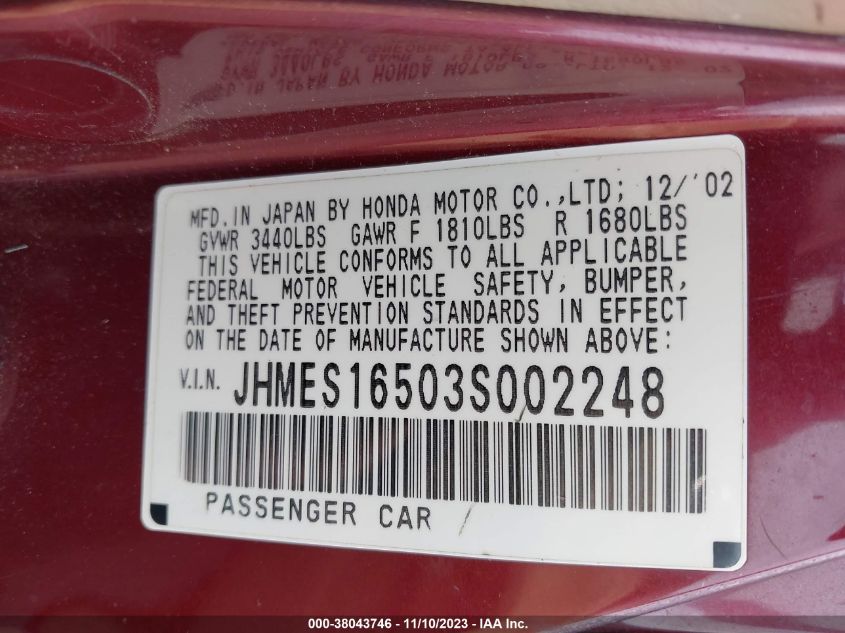 MFD.IN JAPAN BY HONDA MOTOR CO.,LTD; 12/'02
GVWR 3440LBS GAWR F 1810LBS R 1680LBS
THIS VEHICLE CONFORMS TO ALL APPLICABLE
FEDERAL MOTOR VEHICLE SAFETY, BUMPER,
AND THEFT PREVENTION STANDARDS IN EFFECT
ON THE DATE OF MANUFACTURE SHOWN ABOVE:
V.I.N. JHMES16503S002248
PASSENGER CAR
000-38043746 - 11/10/2023 - IAA Inc.